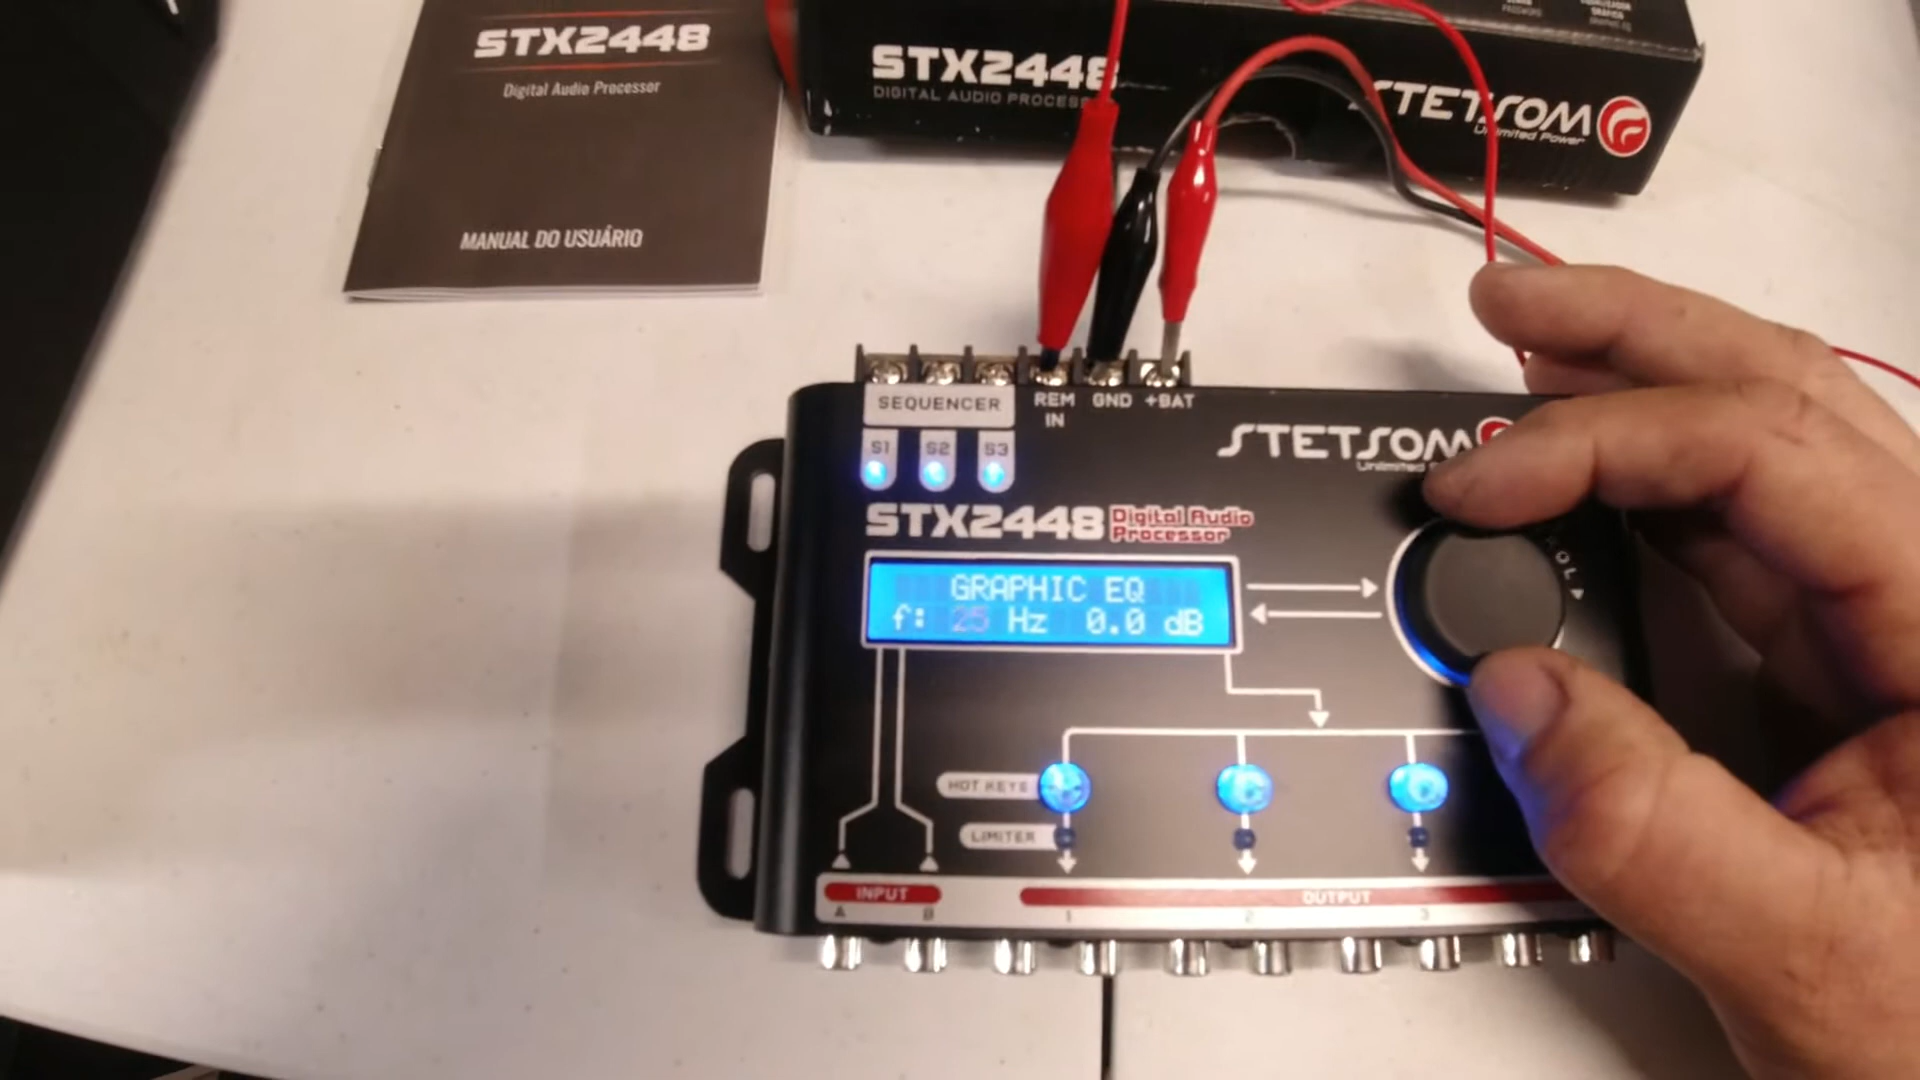 STX2448
Digital Audio Processor
MANUAL DO USUÁRIO
STX2448
DIGITAL AUDIO
STETSOM
Unlimited Power
SEQUENCER
REM
IN
GND
+BAT
S1
S2
S3
STETSOM
Unlimited
STX2448
Digital Audio
Processor
GRAPHIC EQ
f: 25 Hz 0.0 dB
HOT KEYS
LIMITER
INPUT
A
B
OUTPUT
1
2
3